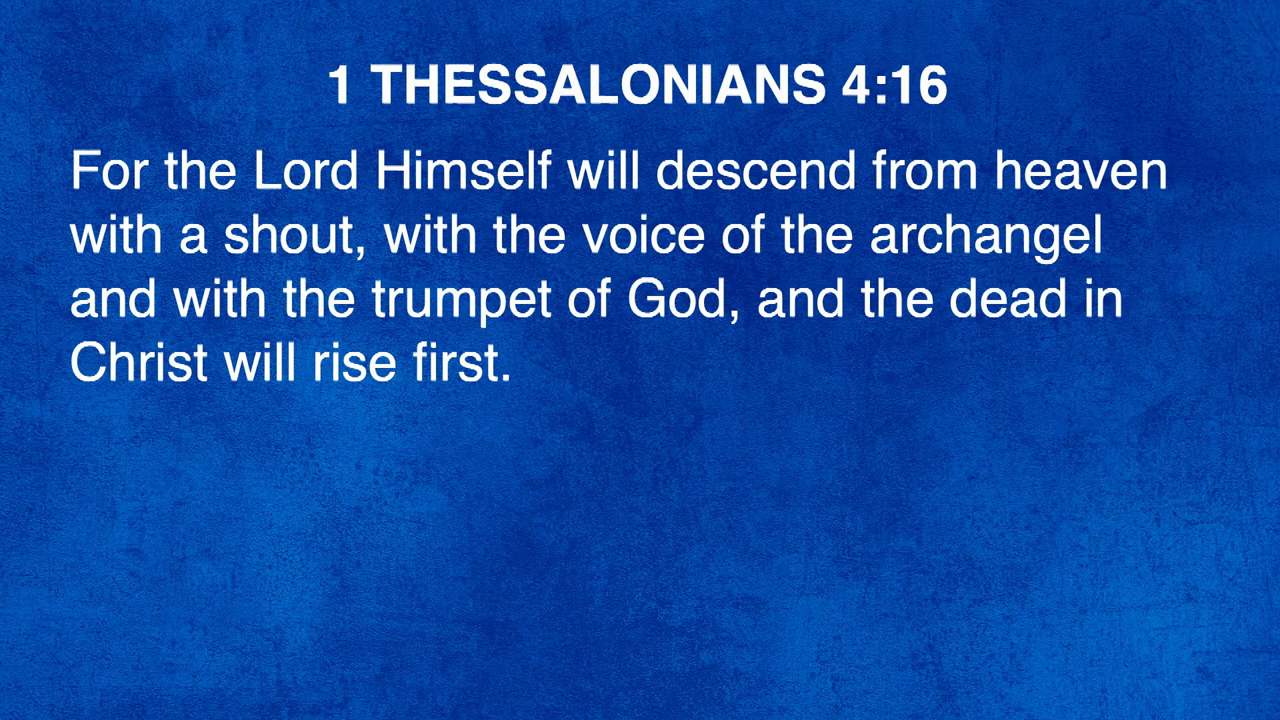 1 THESSALONIANS 4:16
For the Lord Himself will descend from heaven
with a shout, with the voice of the archangel
and with the trumpet of God, and the dead in
Christ will rise first.